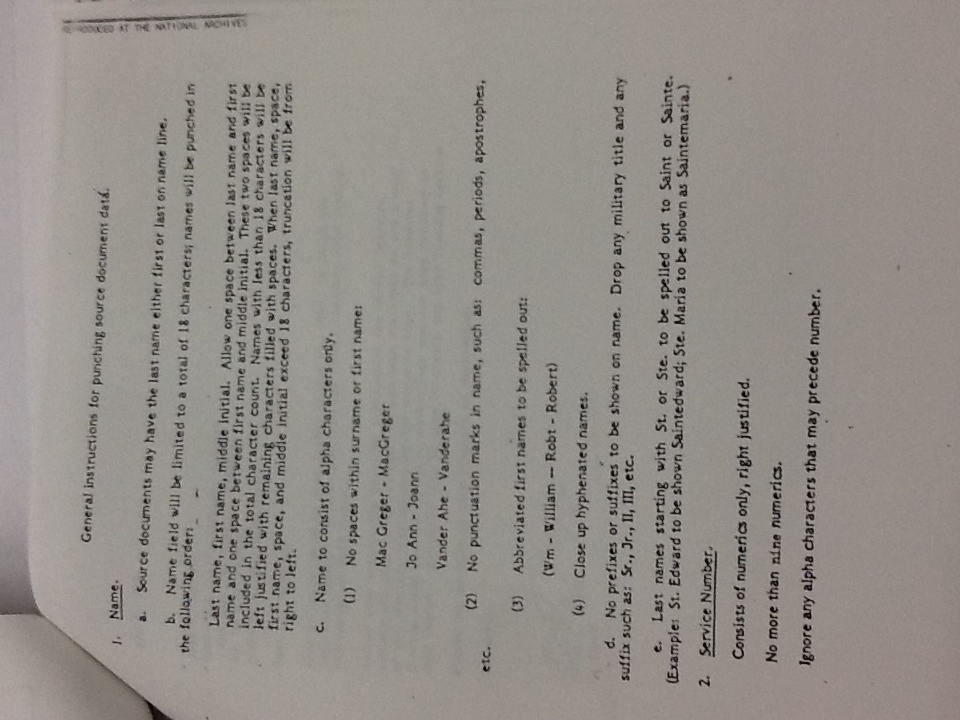 General instructions for punching source document data.
1. Name.
a. Source documents may have the last name either first or last on name line.
b. Name field will be limited to a total of 18 characters; names will be punched in
the following order:
Last name, first name, middle initial. Allow one space between last name and first
name and one space between first name and middle initial. These two spaces will be
included in the total character count. Names with less than 18 characters will be
left justified with remaining characters filled with spaces. When last name, space,
first name, space, and middle initial exceed 18 characters, truncation will be from
right to left.
c. Name to consist of alpha characters only.
(1) No spaces within surname or first name:
Mac Greger - MacGreger
Jo Ann - Joann
Vander Ahe - Vanderahe
(2) No punctuation marks in name, such as: commas, periods, apostrophes,
etc.
(3) Abbreviated first names to be spelled out:
(Wm - William -- Robt - Robert)
(4) Close up hyphenated names.
d. No prefixes or suffixes to be shown on name. Drop any military title and any
suffix such as: Sr., Jr., II, III, etc.
e. Last names starting with St. or Ste. to be spelled out to Saint or Sainte.
(Example: St. Edward to be shown Saintedward; Ste. Maria to be shown as Saintemaria.)
2. Service Number.
Consists of numerics only, right justified.
No more than nine numerics.
Ignore any alpha characters that may precede number.
REPRODUCED AT THE NATIONAL ARCHIVES